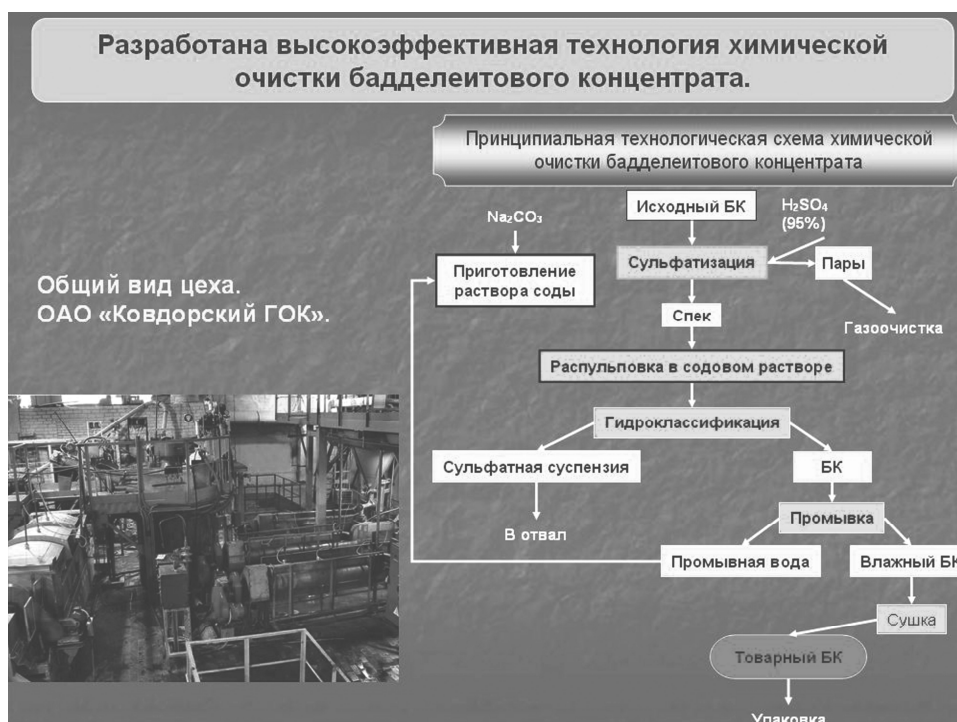 Разработана высокоэффективная технология химической
очистки бадделеитового концентрата.
Принципиальная технологическая схема химической
очистки бадделеитового концентрата
Исходный БК
H₂SO₄
(95%)
Na₂CO₃
Приготовление
раствора соды
Сульфатизация
Пары
Общий вид цеха.
ОАО «Ковдорский ГОК».
Спек
Газоочистка
Распульповка в содовом растворе
Гидроклассификация
Сульфатная суспензия
БК
Промывка
В отвал
Промывная вода
Влажный БК
Сушка
Товарный БК
Упаковка